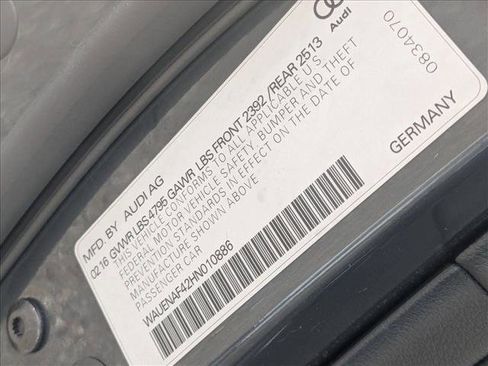 Audi
MFD. BY AUDI AG
02 16 GVWR LBS 4795 GAWR LBS FRONT 2392 /REAR 2513
VEHICLE CONFORMS TO ALL APPLICABLE U S
FEDERAL MOTOR VEHICLE SAFETY, BUMPER AND THEFT
PREVENTION STANDARDS IN EFFECT ON THE DATE OF
MANUFACTURE SHOWN ABOVE
PASSENGER CAR
WAUENAF42HN010886
0834070
GERMANY